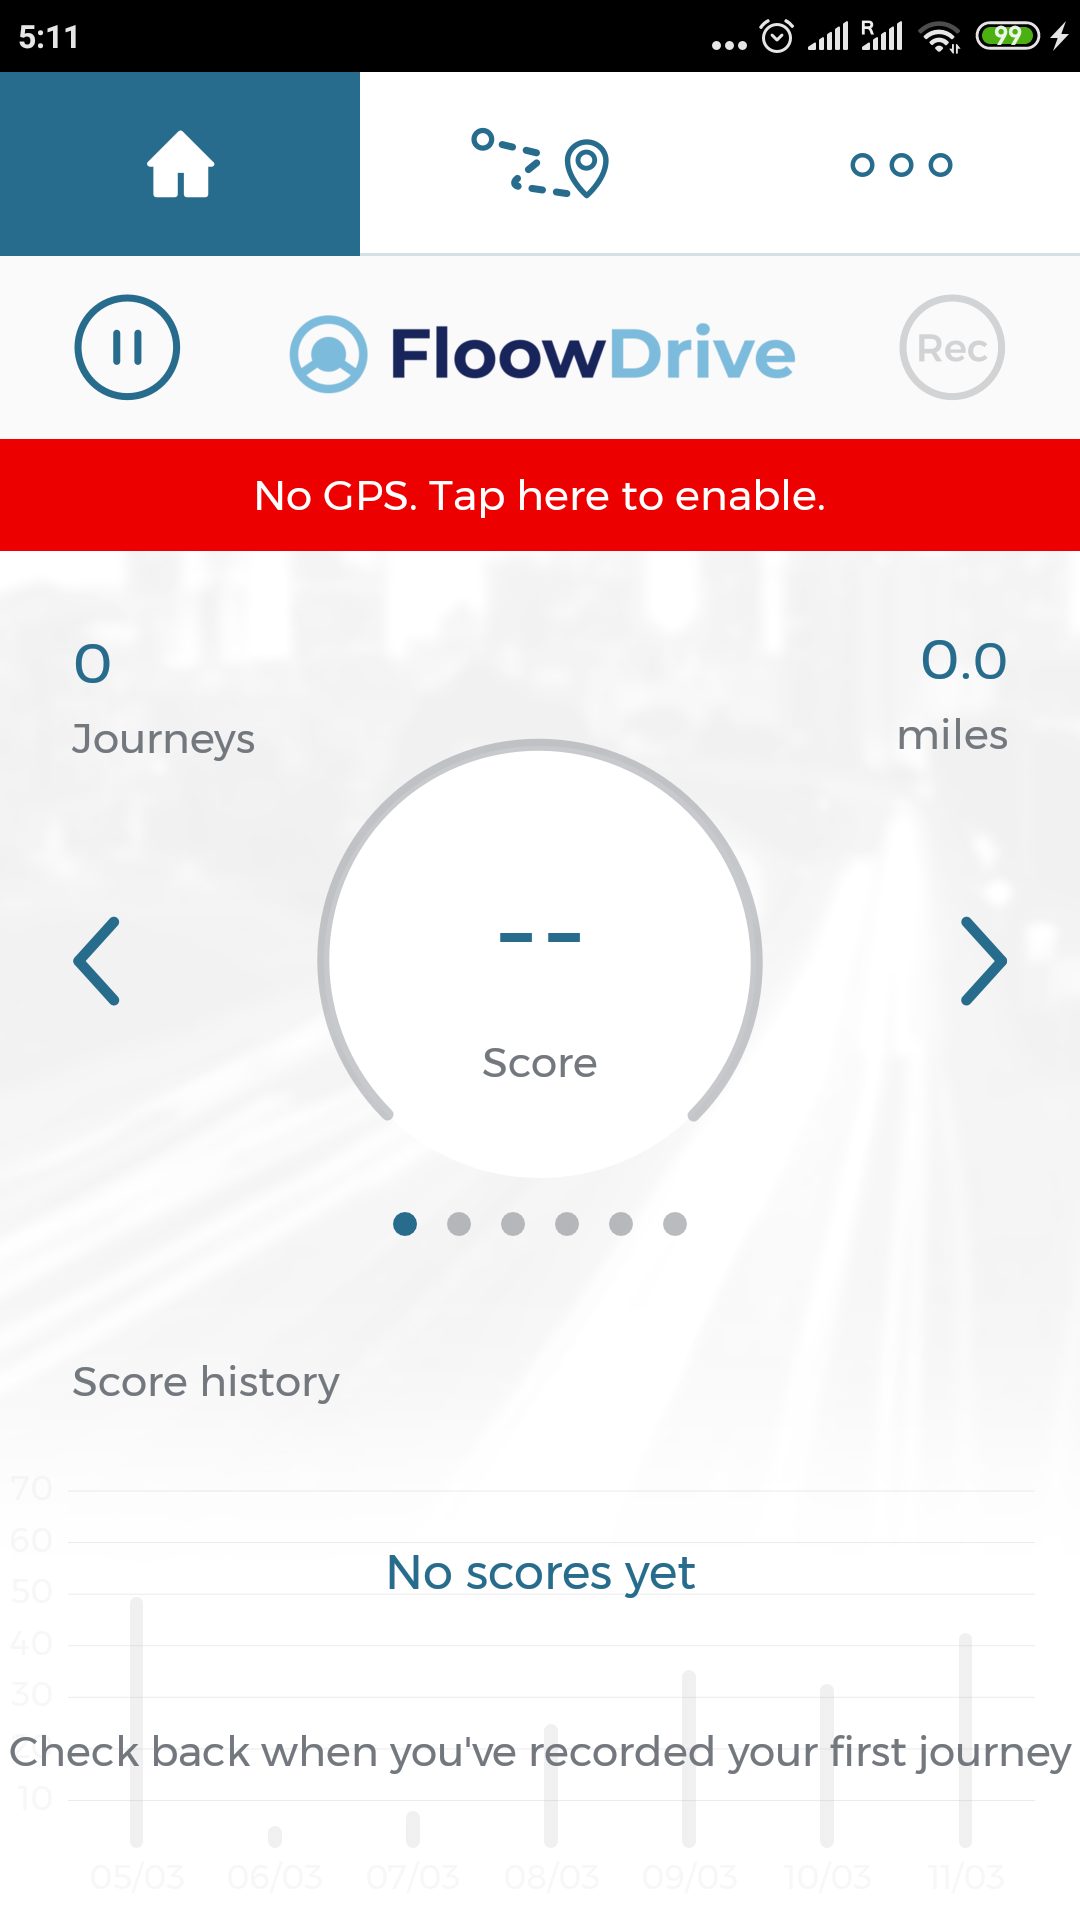 5:11
R
99
FloowDrive
Rec
No GPS. Tap here to enable.
0
0.0
Journeys
miles
--
Score
Score history
70
60
No scores yet
50
40
30
Check back when you've recorded your first journey
10
05/03 06/03 07/03 08/03 09/03 10/03 11/03